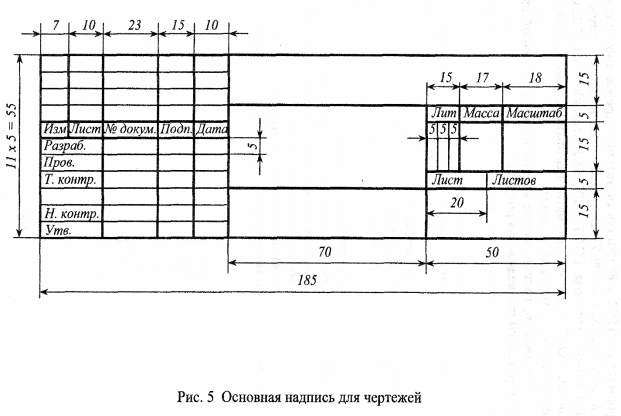 7 10 23 15 10
15 17 18
15
11 x 5 = 55
Лит Масса Масштаб
5
Изм Лист № докум. Подп. Дата
5 5 5
15
Разраб.
5
Пров.
Т. контр.
Лист Листов
5
20
15
Н. контр.
Утв.
70 50
185
Рис. 5 Основная надпись для чертежей